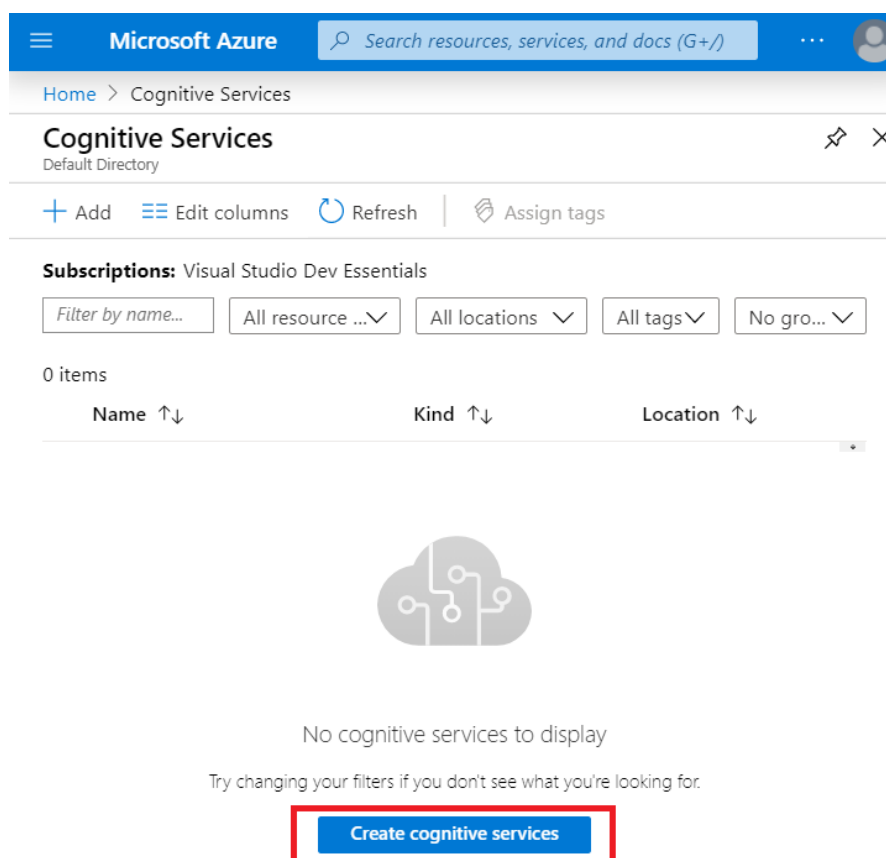 Microsoft Azure Search resources, services, and docs (G+/) ...
Home > Cognitive Services
Cognitive Services
Default Directory
+ Add Edit columns Refresh Assign tags
Subscriptions: Visual Studio Dev Essentials
Filter by name... All resource ... All locations All tags No gro...
0 items
Name ↑↓ Kind ↑↓ Location ↑↓
No cognitive services to display
Try changing your filters if you don't see what you're looking for.
Create cognitive services